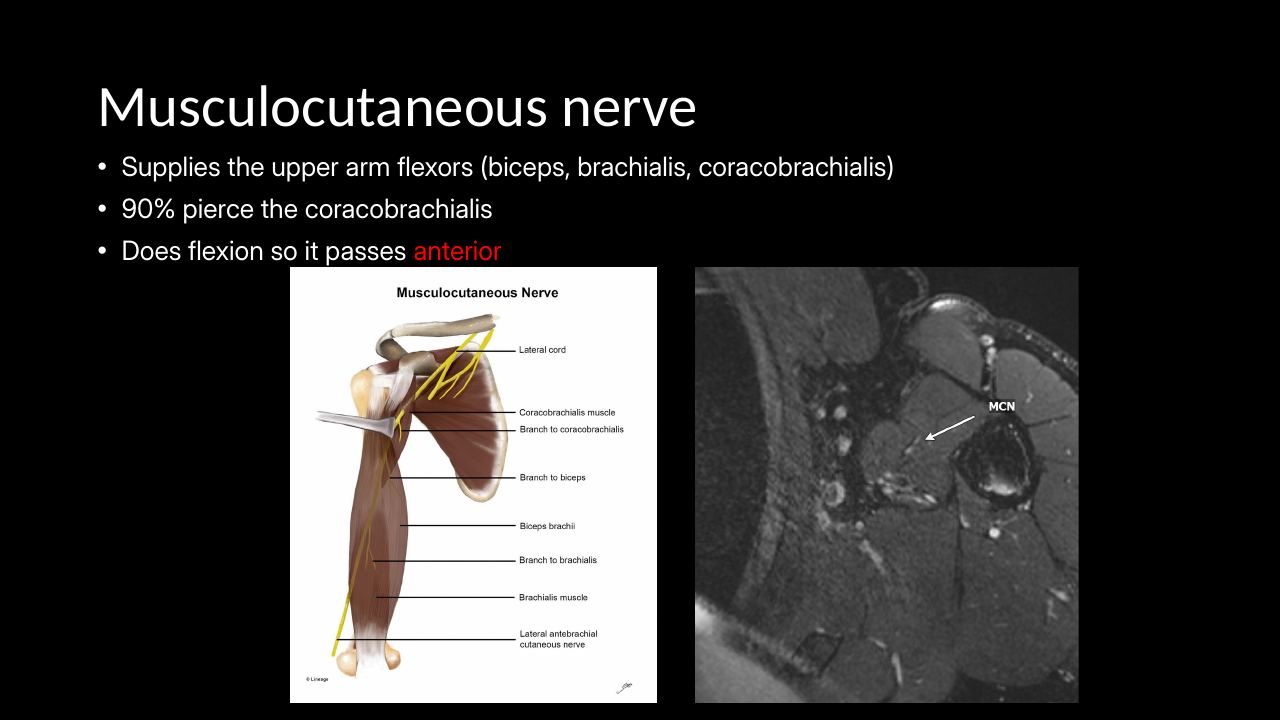 Musculocutaneous nerve
• Supplies the upper arm flexors (biceps, brachialis, coracobrachialis)
• 90% pierce the coracobrachialis
• Does flexion so it passes anterior
Musculocutaneous Nerve
Lateral cord
Coracobrachialis muscle
Branch to coracobrachialis
Branch to biceps
Biceps brachii
Branch to brachialis
Brachialis muscle
Lateral antebrachial
cutaneous nerve
© Lineage
MCN